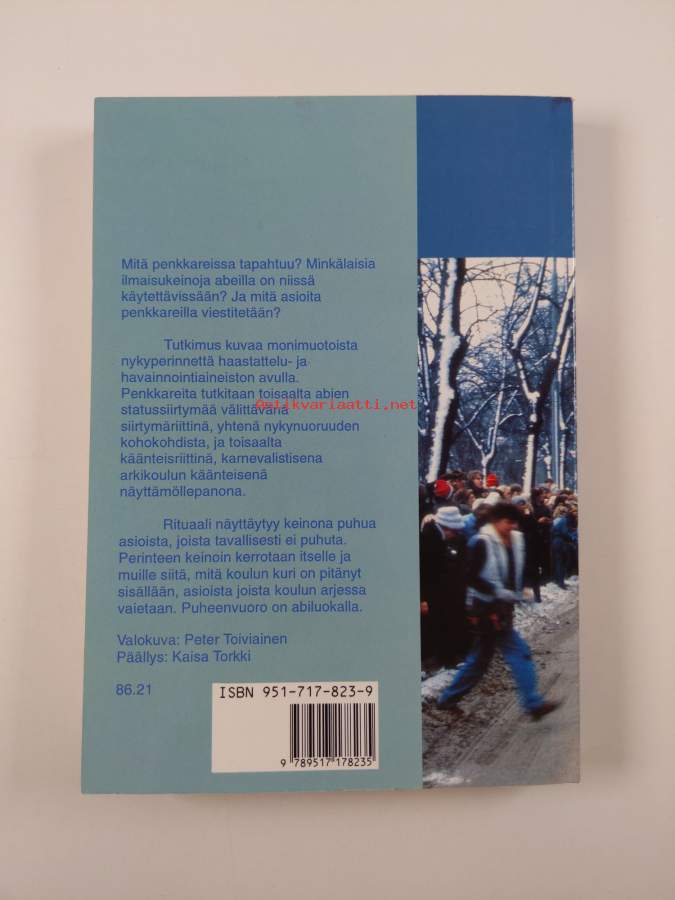 Mitä penkkareissa tapahtuu? Minkälaisia
ilmaisukeinoja abeilla on niissä
käytettävissään? Ja mitä asioita
penkkareilla viestitetään?
Tutkimus kuvaa monimuotoista
nykyperinnettä haastattelu- ja
havainnointiaineiston avulla.
Penkkareita tutkitaan toisaalta abien
statussiirtymää välittävänä
Antikvariaatti.net
siirtymäriittinä, yhtenä nykynuoruuden
kohokohdista, ja toisaalta
käänteisriittinä, karnevalistisena
arkikoulun käänteisenä
näyttämöllepanona.
Rituaali näyttäytyy keinona puhua
asioista, joista tavallisesti ei puhuta.
Perinteen keinoin kerrotaan itselle ja
muille siitä, mitä koulun kuri on pitänyt
sisällään, asioista joista koulun arjessa
vaietaan. Puheenvuoro on abiluokalla.
Valokuva: Peter Toiviainen
Päällys: Kaisa Torkki
86.21
ISBN 951-717-823-9
9 789517 178235